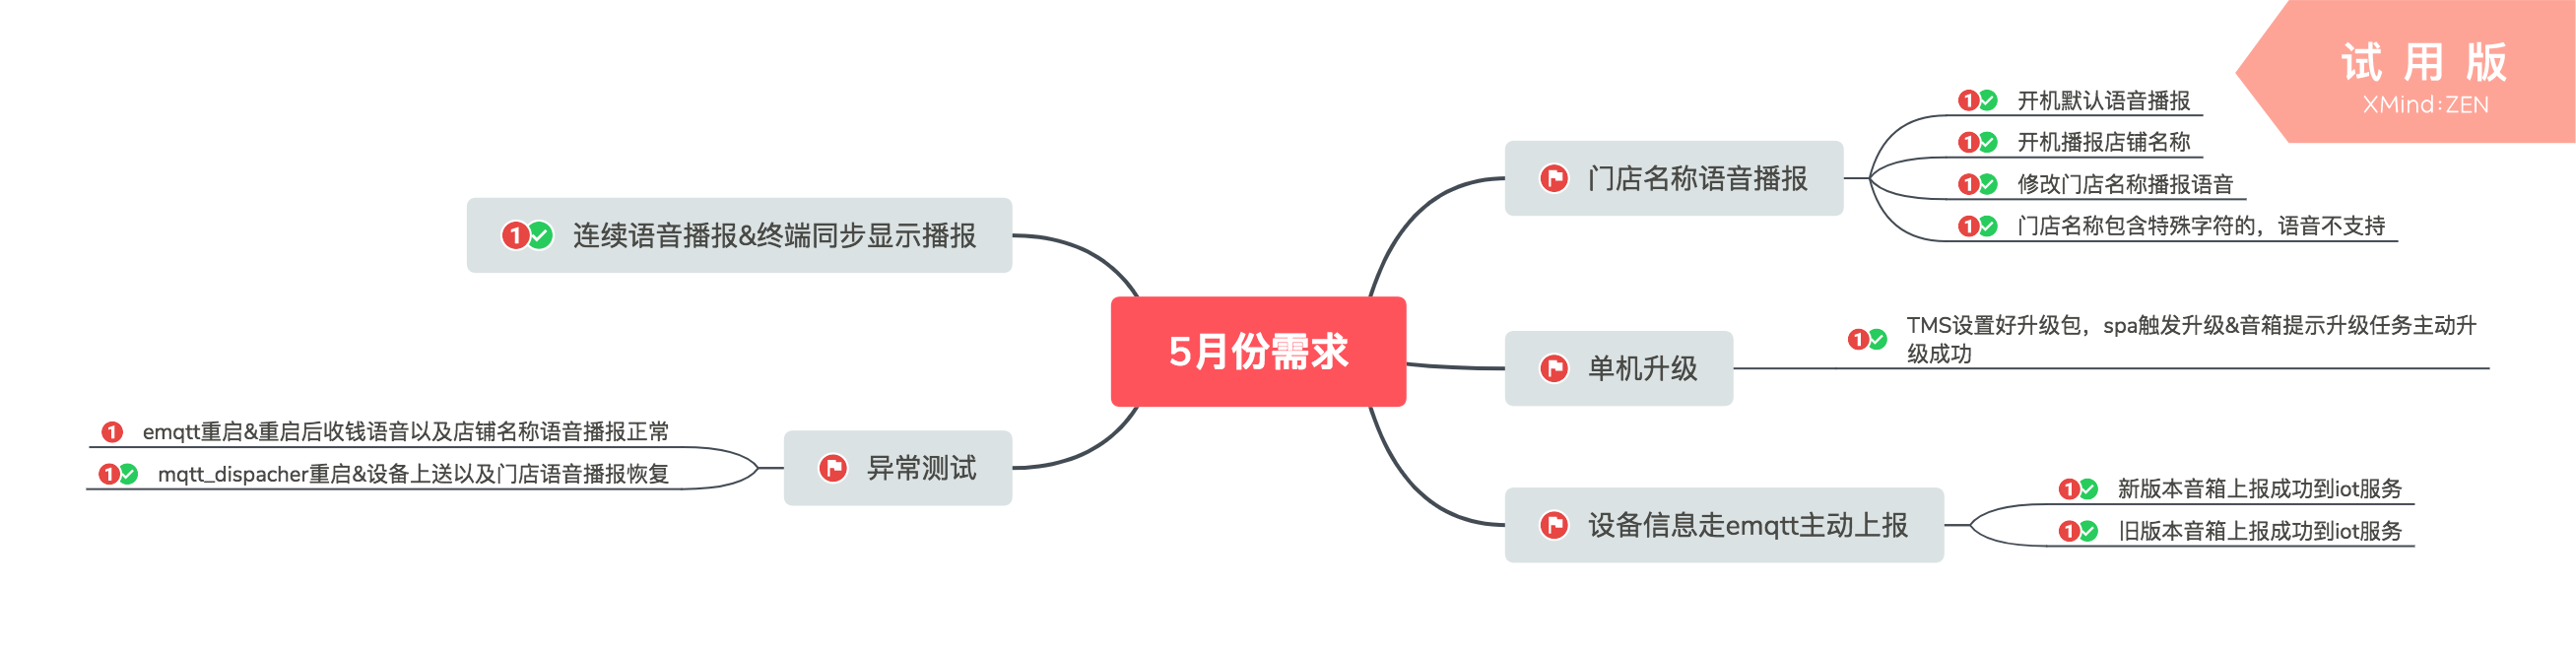 试用版
XMind:ZEN
5月份需求
门店名称语音播报
开机默认语音播报
开机播报店铺名称
修改门店名称播报语音
门店名称包含特殊字符的，语音不支持
单机升级
TMS设置好升级包，spa触发升级&音箱提示升级任务主动升
级成功
设备信息走emqtt主动上报
新版本音箱上报成功到iot服务
旧版本音箱上报成功到iot服务
连续语音播报&终端同步显示播报
异常测试
emqtt重启&重启后收钱语音以及店铺名称语音播报正常
mqtt_dispacher重启&设备上送以及门店语音播报恢复